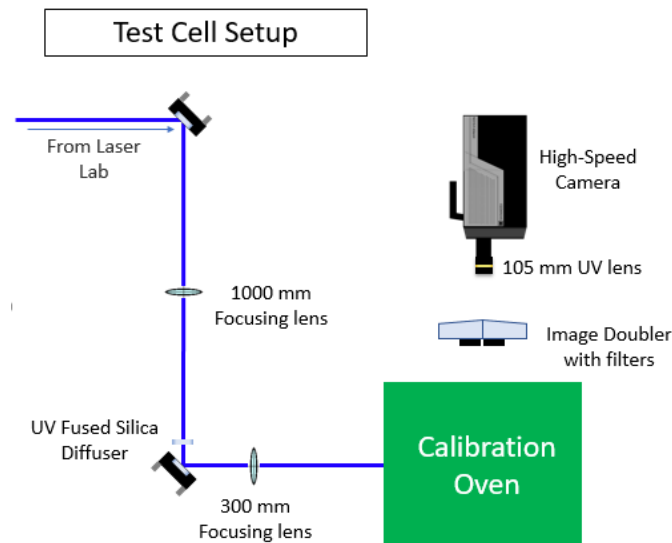 Test Cell Setup
From Laser
Lab
High-Speed
Camera
105 mm UV lens
1000 mm
Focusing lens
Image Doubler
with filters
UV Fused Silica
Diffuser
Calibration
Oven
300 mm
Focusing lens